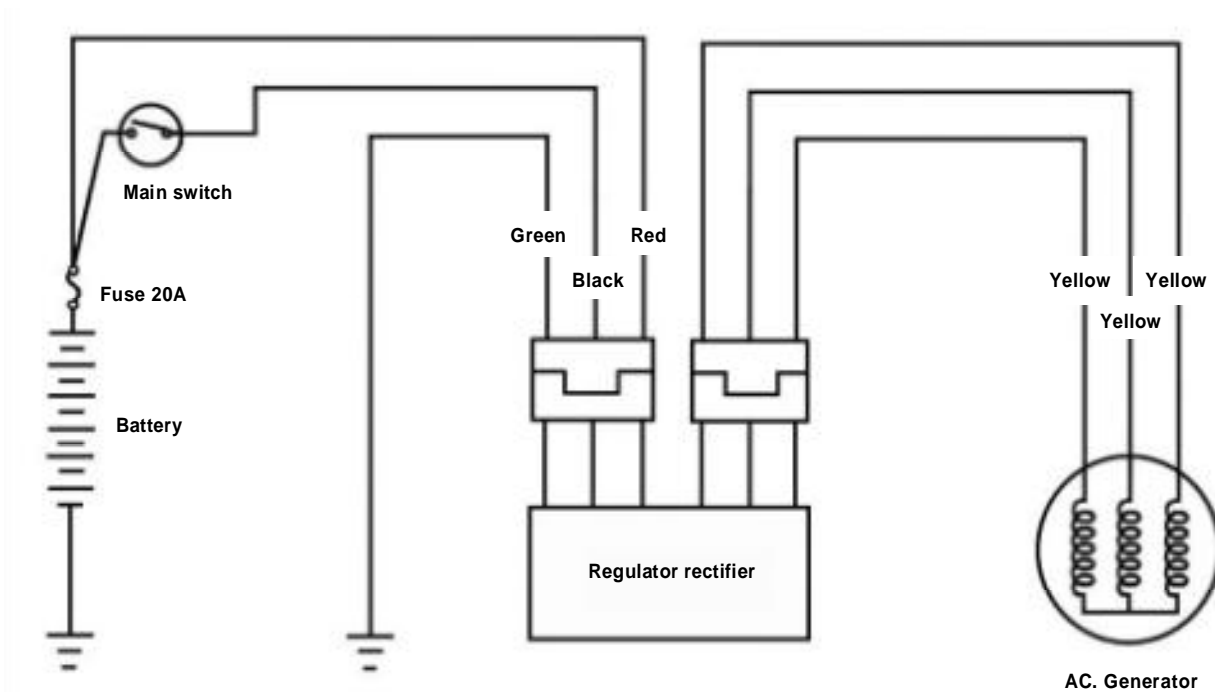 Main switch
Green
Red
Black
Fuse 20A
Yellow
Yellow
Yellow
Battery
Regulator rectifier
AC. Generator